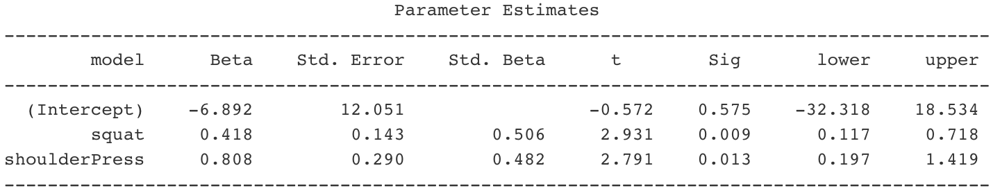 Parameter Estimates
model Beta Std. Error Std. Beta t Sig lower upper
(Intercept) -6.892 12.051 -0.572 0.575 -32.318 18.534
squat 0.418 0.143 0.506 2.931 0.009 0.117 0.718
shoulderPress 0.808 0.290 0.482 2.791 0.013 0.197 1.419